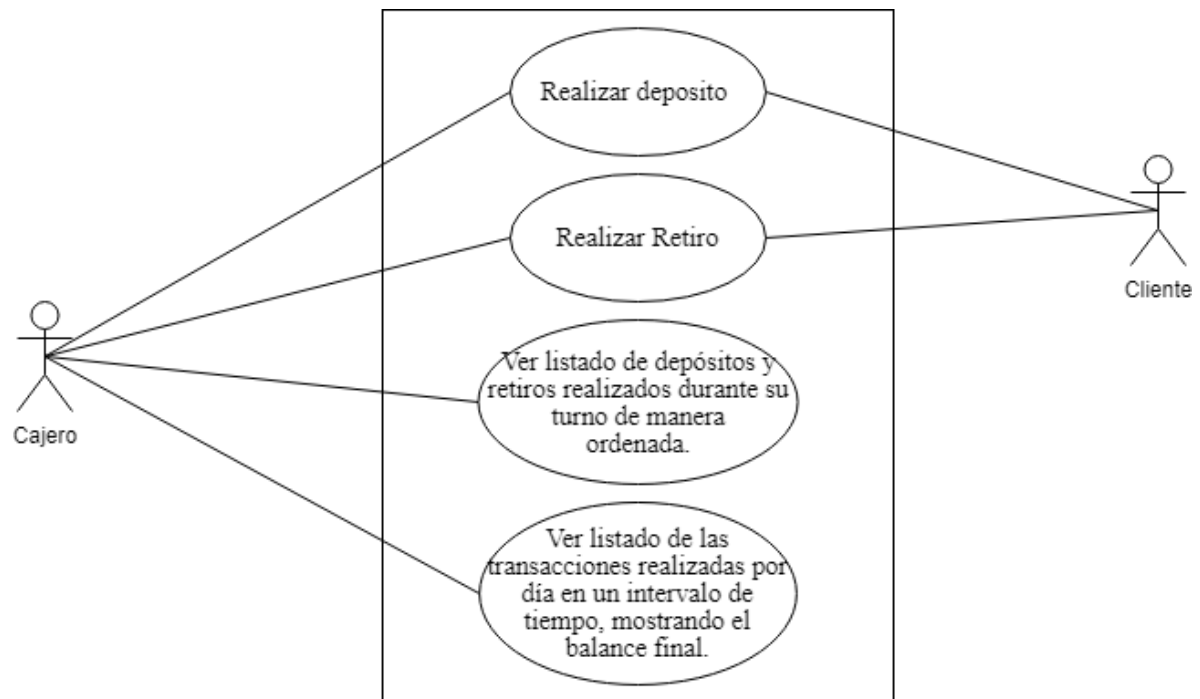 Realizar deposito
Realizar Retiro
Cliente
Ver listado de depósitos y
retiros realizados durante su
turno de manera
ordenada.
Cajero
Ver listado de las
transacciones realizadas por
día en un intervalo de
tiempo, mostrando el
balance final.